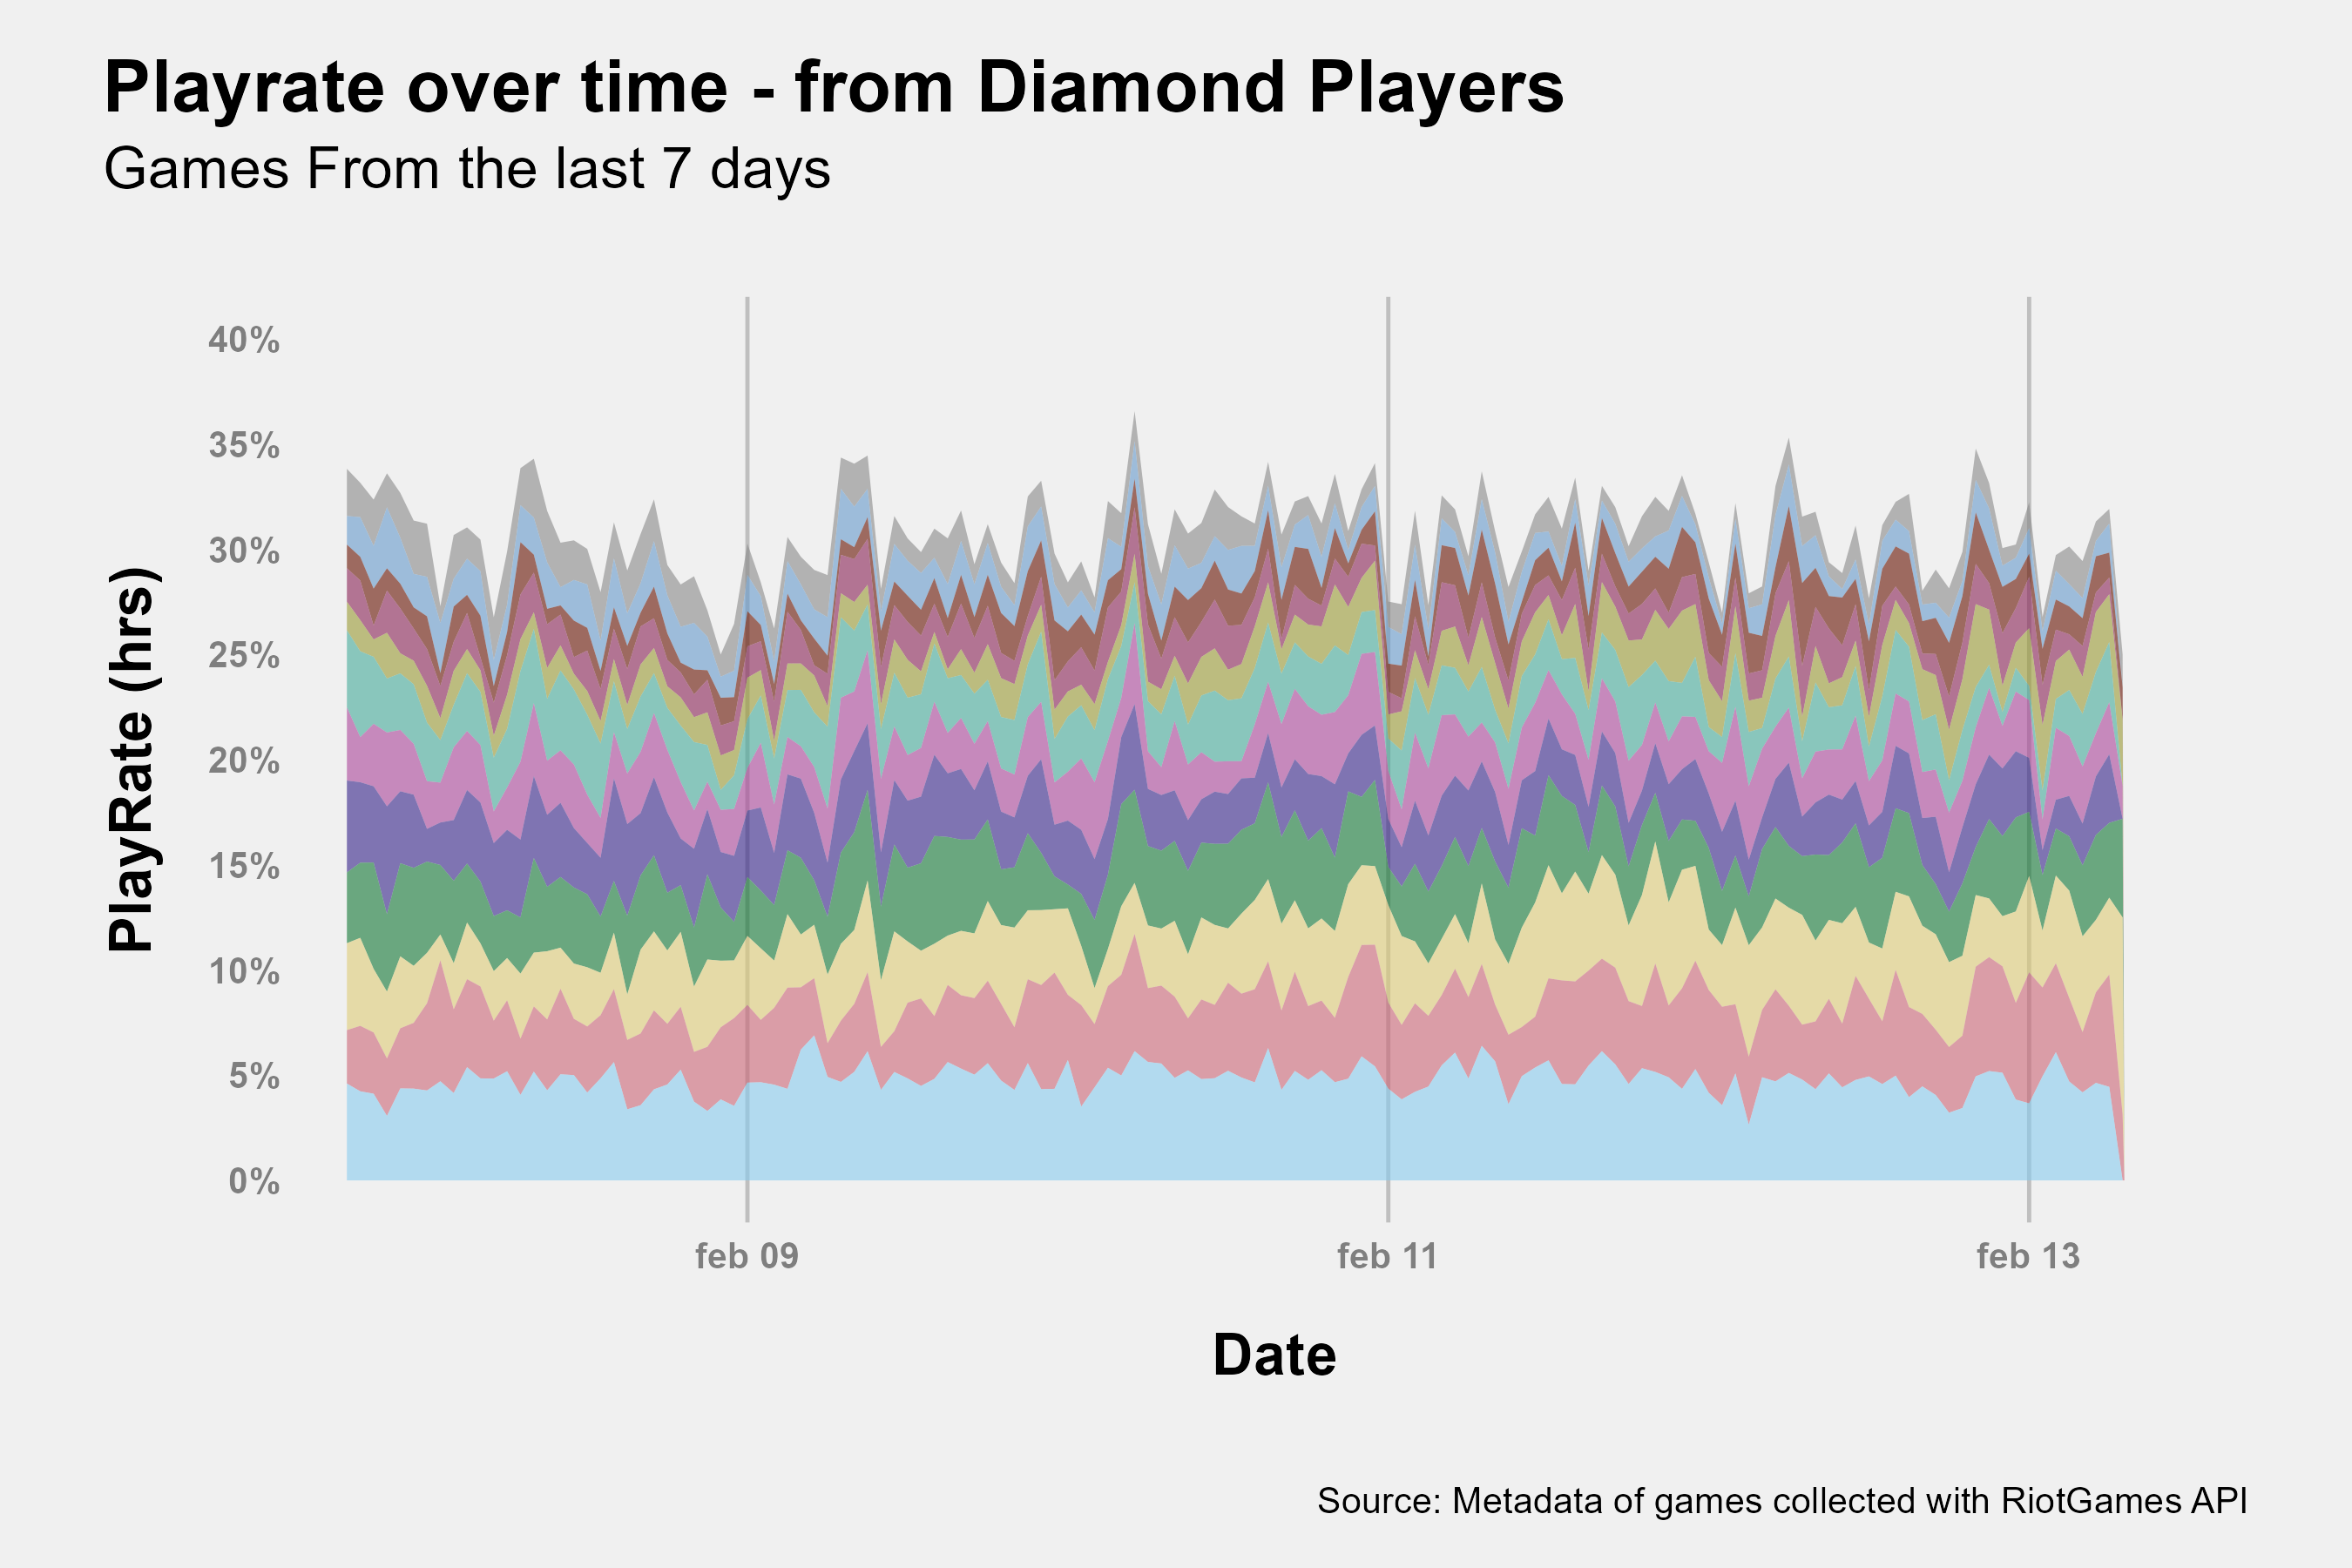 Playrate over time - from Diamond Players
Games From the last 7 days
40%
35%
30%
25%
20%
15%
10%
5%
0%
PlayRate (hrs)
feb 09
feb 11
feb 13
Date
Source: Metadata of games collected with RiotGames API